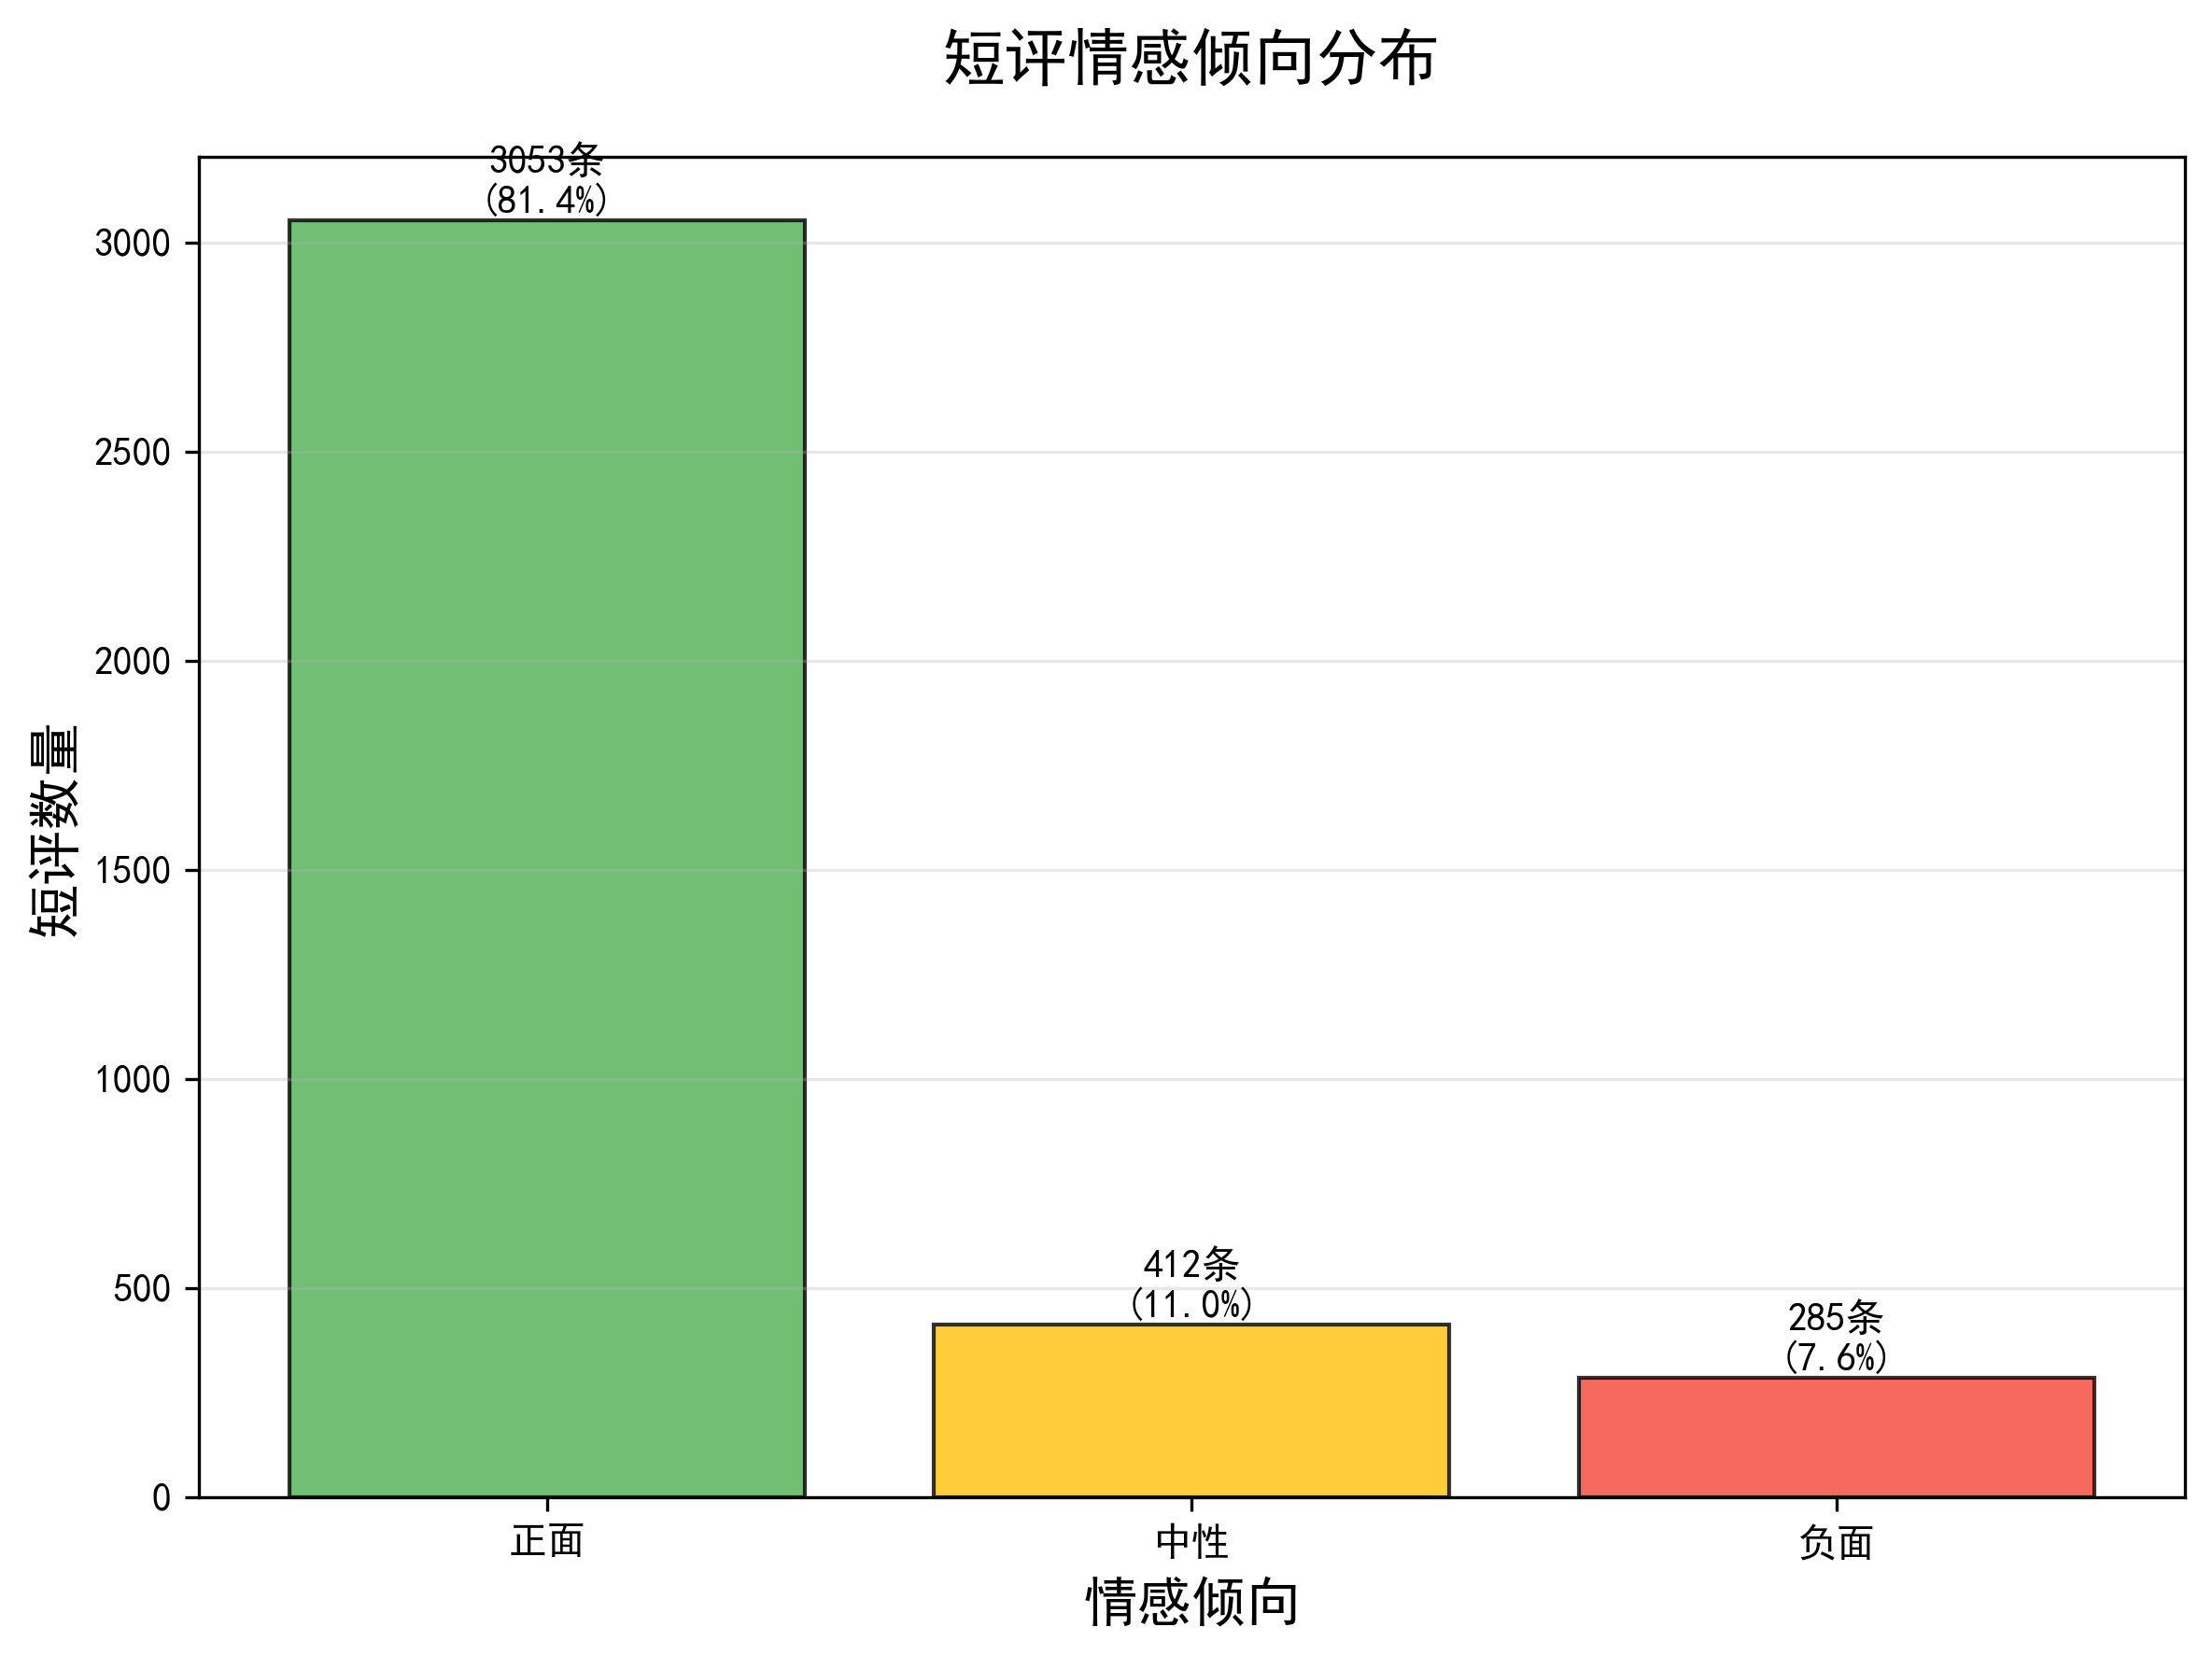 短评情感倾向分布
3053条
(81.4%)
3000
2500
2000
1500
1000
500
0
短评数量
412条
(11.0%)
285条
(7.6%)
正面
中性
负面
情感倾向